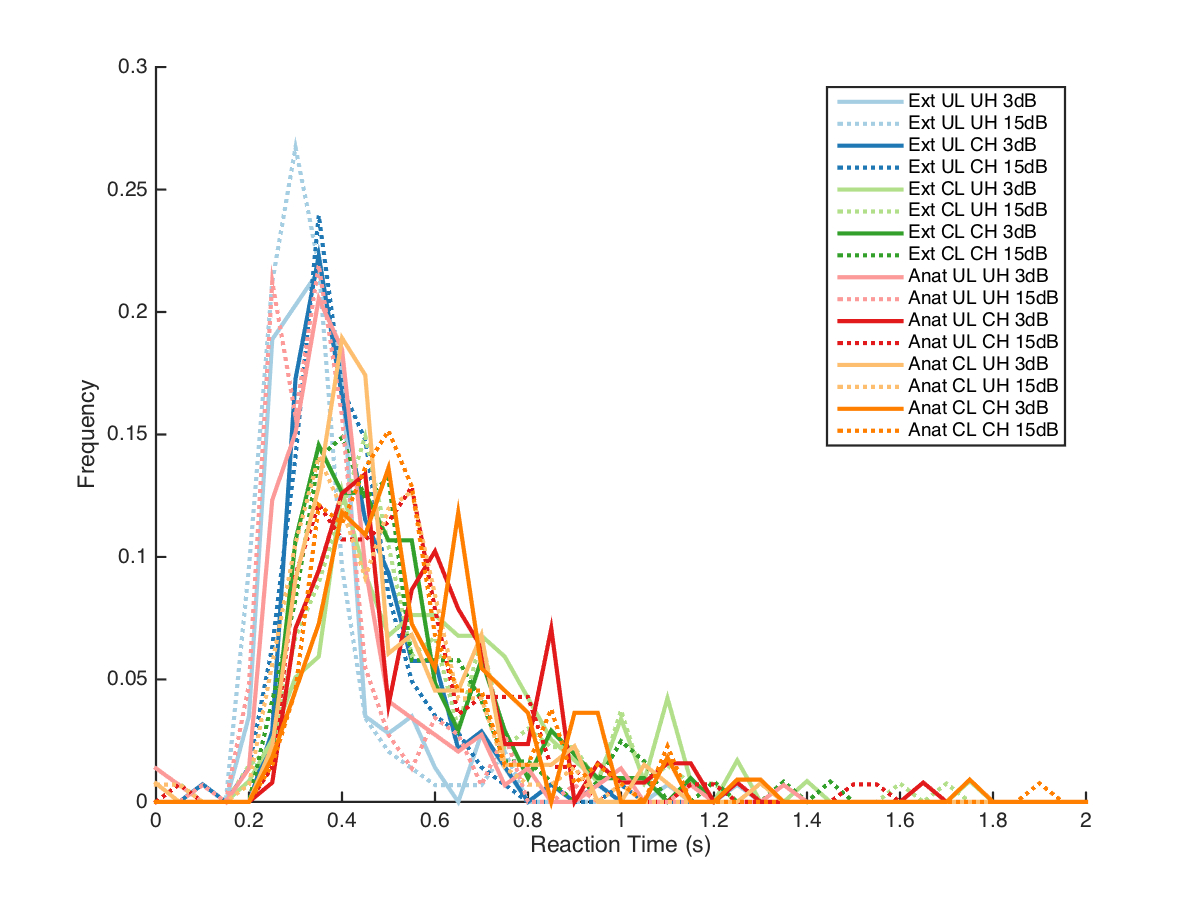 0.3
0.25
0.2
0.15
0.1
0.05
0
Frequency
0 0.2 0.4 0.6 0.8 1 1.2 1.4 1.6 1.8 2
Reaction Time (s)
Ext UL UH 3dB
Ext UL UH 15dB
Ext UL CH 3dB
Ext UL CH 15dB
Ext CL UH 3dB
Ext CL UH 15dB
Ext CL CH 3dB
Ext CL CH 15dB
Anat UL UH 3dB
Anat UL UH 15dB
Anat UL CH 3dB
Anat UL CH 15dB
Anat CL UH 3dB
Anat CL UH 15dB
Anat CL CH 3dB
Anat CL CH 15dB